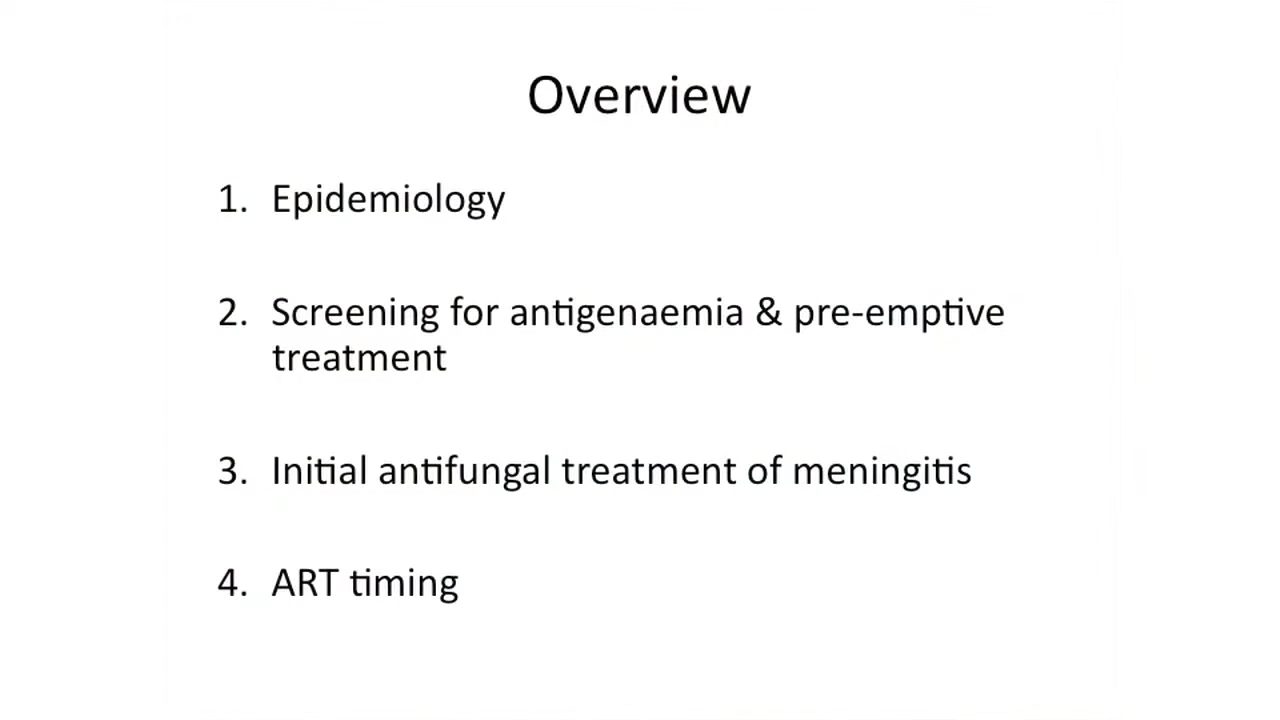 Overview
1. Epidemiology
2. Screening for antigenaemia & pre-emptive
treatment
3. Initial antifungal treatment of meningitis
4. ART timing